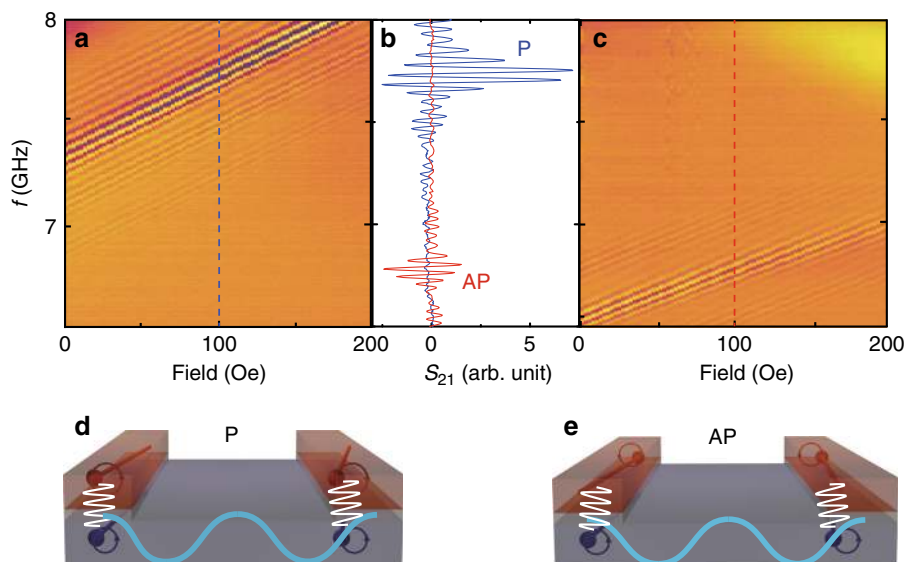 a
b
c
8
7
f (GHz)
P
AP
0 100 200
0 5
0 100 200
Field (Oe)
S21 (arb. unit)
Field (Oe)
d
P
e
AP